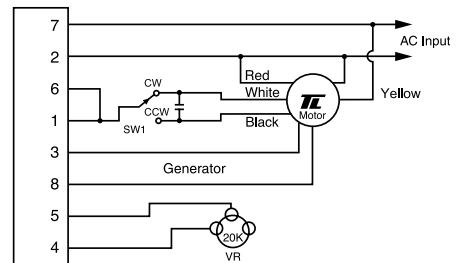 7
AC Input
2
Red
CW
6
White
Yellow
TL
Motor
CCW
1
Black
SW1
3
Generator
8
5
20K
4
VR